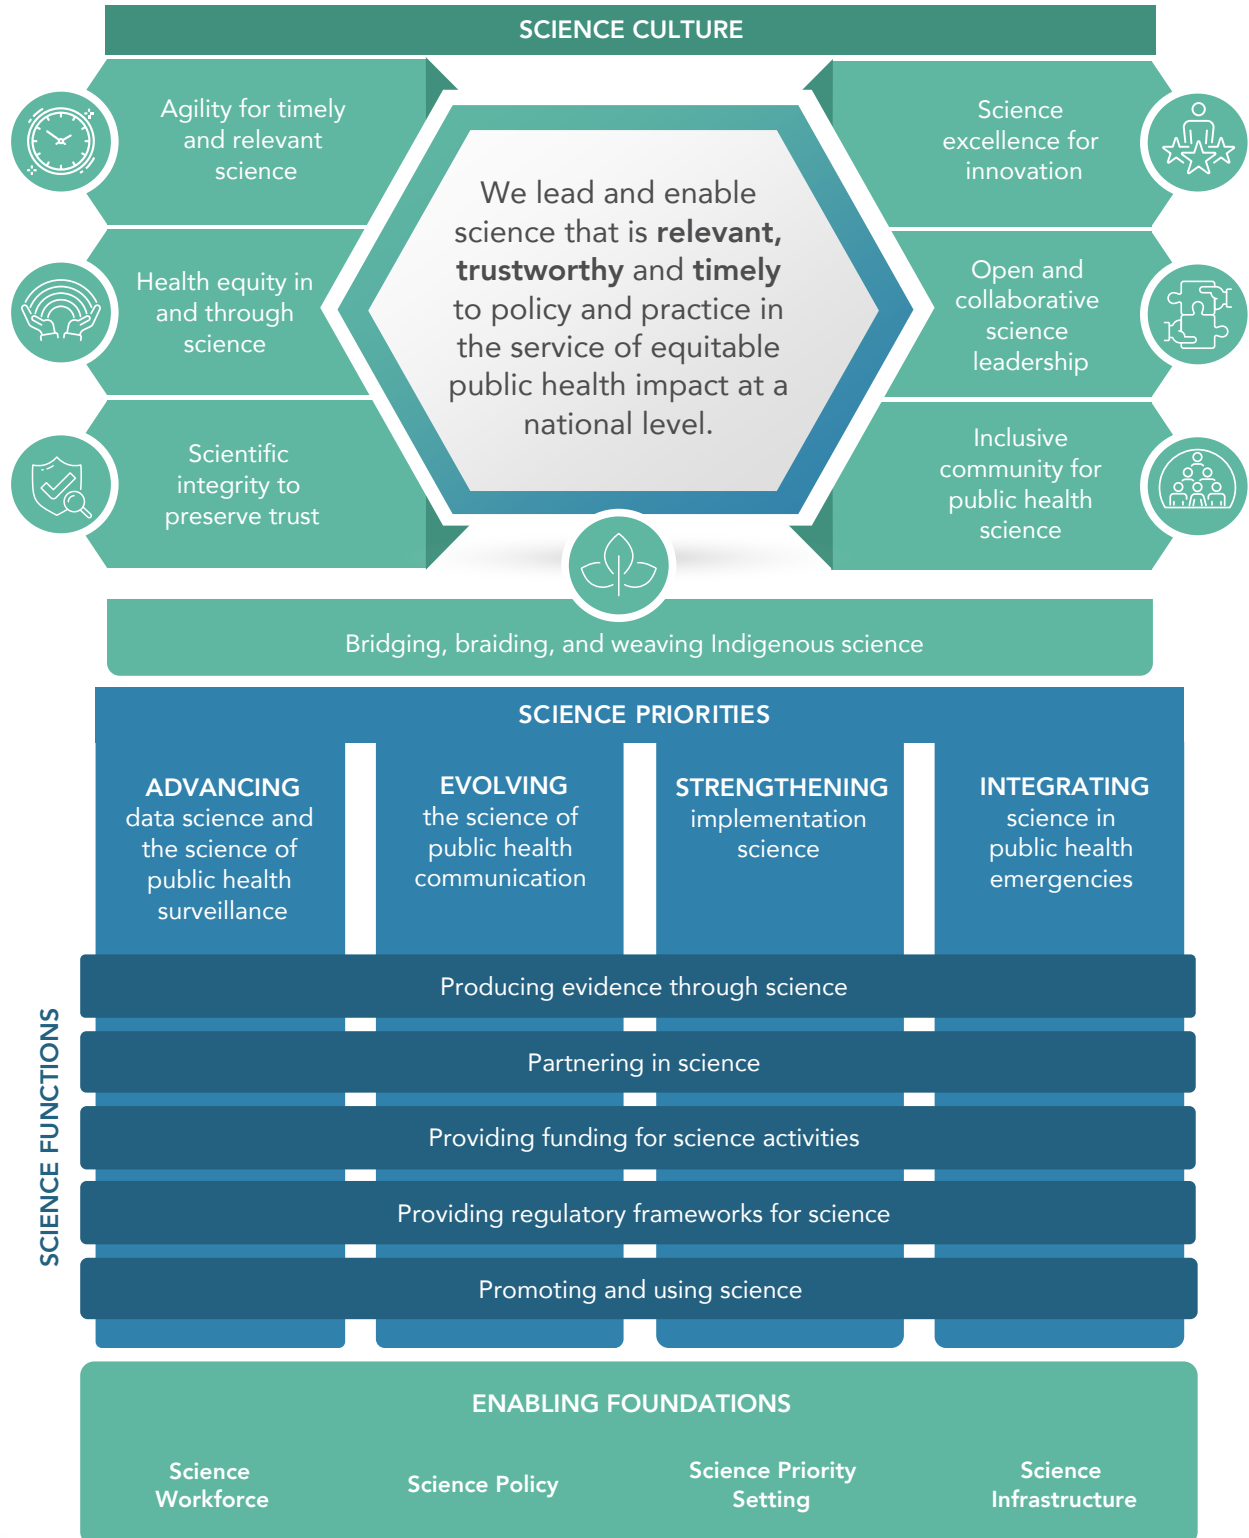 SCIENCE CULTURE
Agility for timely
and relevant
science
Health equity in
and through
science
Scientific
integrity to
preserve trust
We lead and enable
science that is relevant,
trustworthy and timely
to policy and practice in
the service of equitable
public health impact at a
national level.
Science
excellence for
innovation
Open and
collaborative
science
leadership
Inclusive
community for
public health
science
Bridging, braiding, and weaving Indigenous science
SCIENCE PRIORITIES
ADVANCING
data science and
the science of
public health
surveillance
EVOLVING
the science of
public health
communication
STRENGTHENING
implementation
science
INTEGRATING
science in
public health
emergencies
SCIENCE FUNCTIONS
Producing evidence through science
Partnering in science
Providing funding for science activities
Providing regulatory frameworks for science
Promoting and using science
ENABLING FOUNDATIONS
Science
Workforce
Science Policy
Science Priority
Setting
Science
Infrastructure